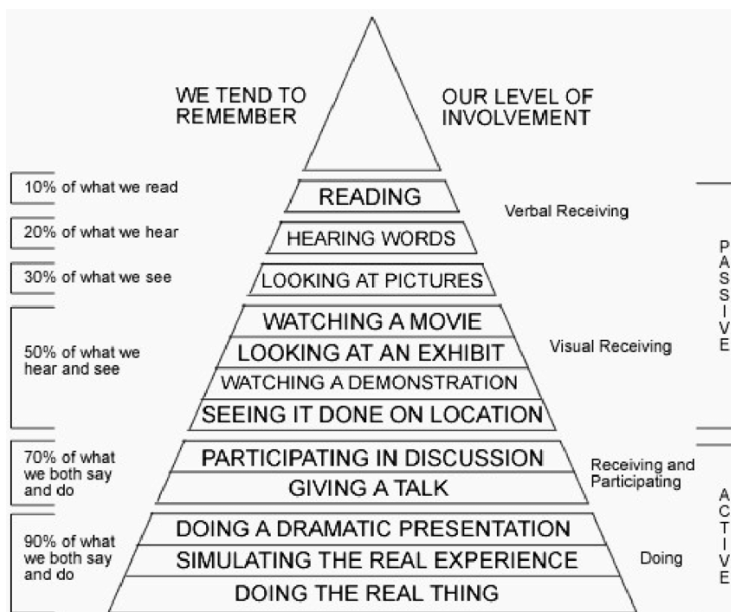 WE TEND TO
REMEMBER
OUR LEVEL OF
INVOLVEMENT
10% of what we read
READING
Verbal Receiving
20% of what we hear
HEARING WORDS
30% of what we see
LOOKING AT PICTURES
50% of what we
hear and see
WATCHING A MOVIE
LOOKING AT AN EXHIBIT
WATCHING A DEMONSTRATION
SEEING IT DONE ON LOCATION
Visual Receiving
PASSIVE
70% of what
we both say
and do
PARTICIPATING IN DISCUSSION
GIVING A TALK
Receiving and
Participating
90% of what
we both say
and do
DOING A DRAMATIC PRESENTATION
SIMULATING THE REAL EXPERIENCE
DOING THE REAL THING
Doing
ACTIVE